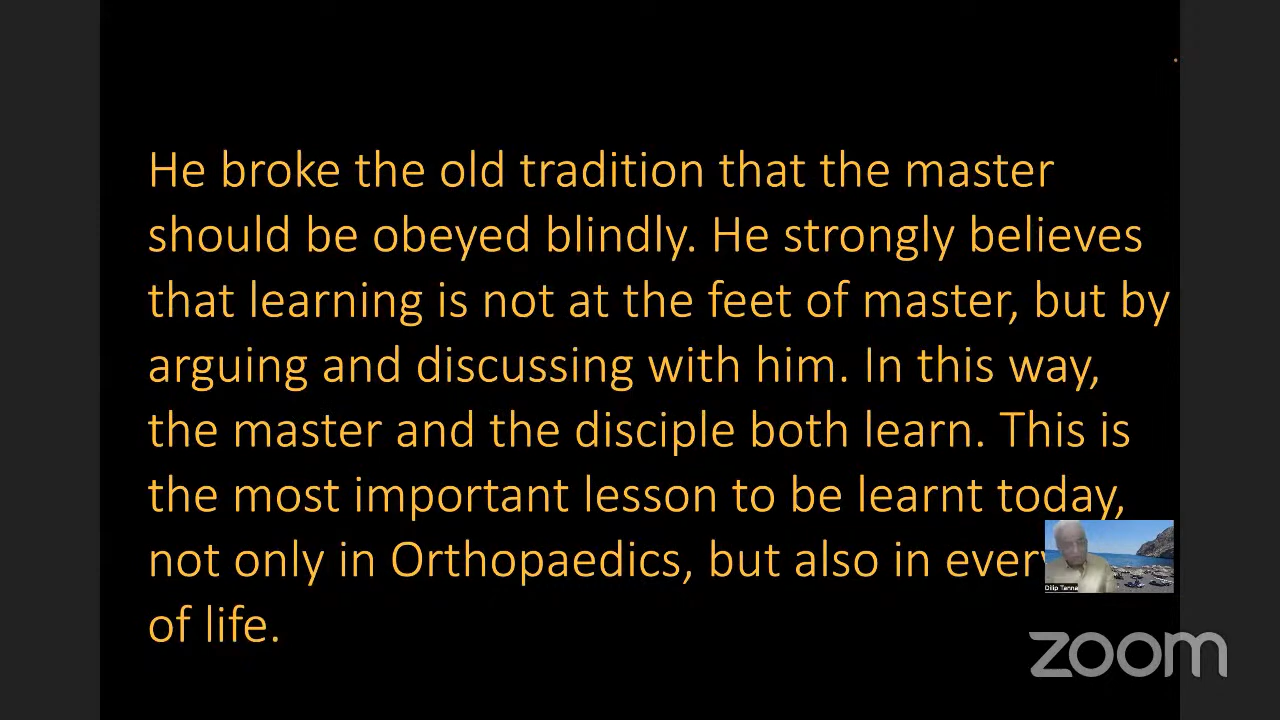 He broke the old tradition that the master
should be obeyed blindly. He strongly believes
that learning is not at the feet of master, but by
arguing and discussing with him. In this way,
the master and the disciple both learn. This is
the most important lesson to be learnt today,
not only in Orthopaedics, but also in every
of life.
Dilip Tanna
zoom